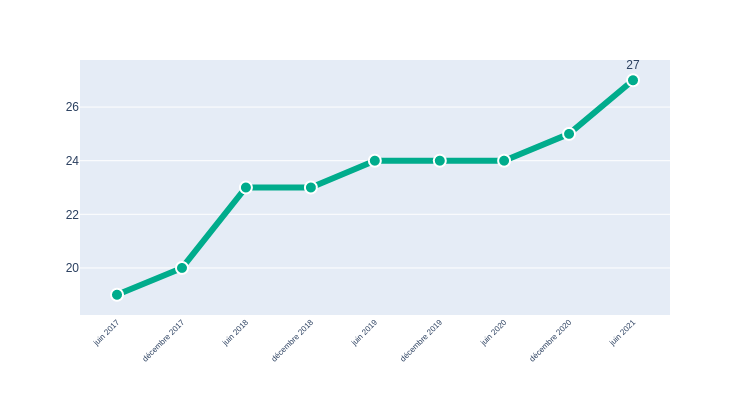 27
26
24
22
20
juin 2017
décembre 2017
juin 2018
décembre 2018
juin 2019
décembre 2019
juin 2020
décembre 2020
juin 2021